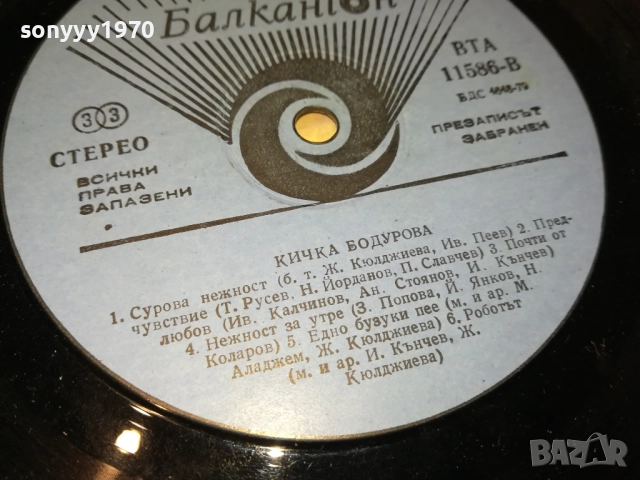 sonyyy1970
Балкантон
ВТА
11586-В
БДС 4848-79
33
СТЕРЕО
ПРЕЗАПИСЪТ
ЗАБРАНЕН
ВСИЧКИ
ПРАВА
ЗАПАЗЕНИ
КИЧКА БОДУРОВА
1. Сурова нежност (б. т. Ж. Кюлджиева, Ив. Пеев) 2. Пред-
чувствие (Т. Русев, Н. Йорданов, П. Славчев) 3. Почти от
любов (Ив. Калчинов, Ан. Стоянов, И. Кънчев)
4. Нежност за утре (З. Попова, Й. Янков, Н.
Коларов) 5. Едно бузуки пее (м. и ар. М.
Аладжем, Ж. Кюлджиева) 6. Роботът
(м. и ар. И. Кънчев, Ж.
Кюлджиева)
BAZAR